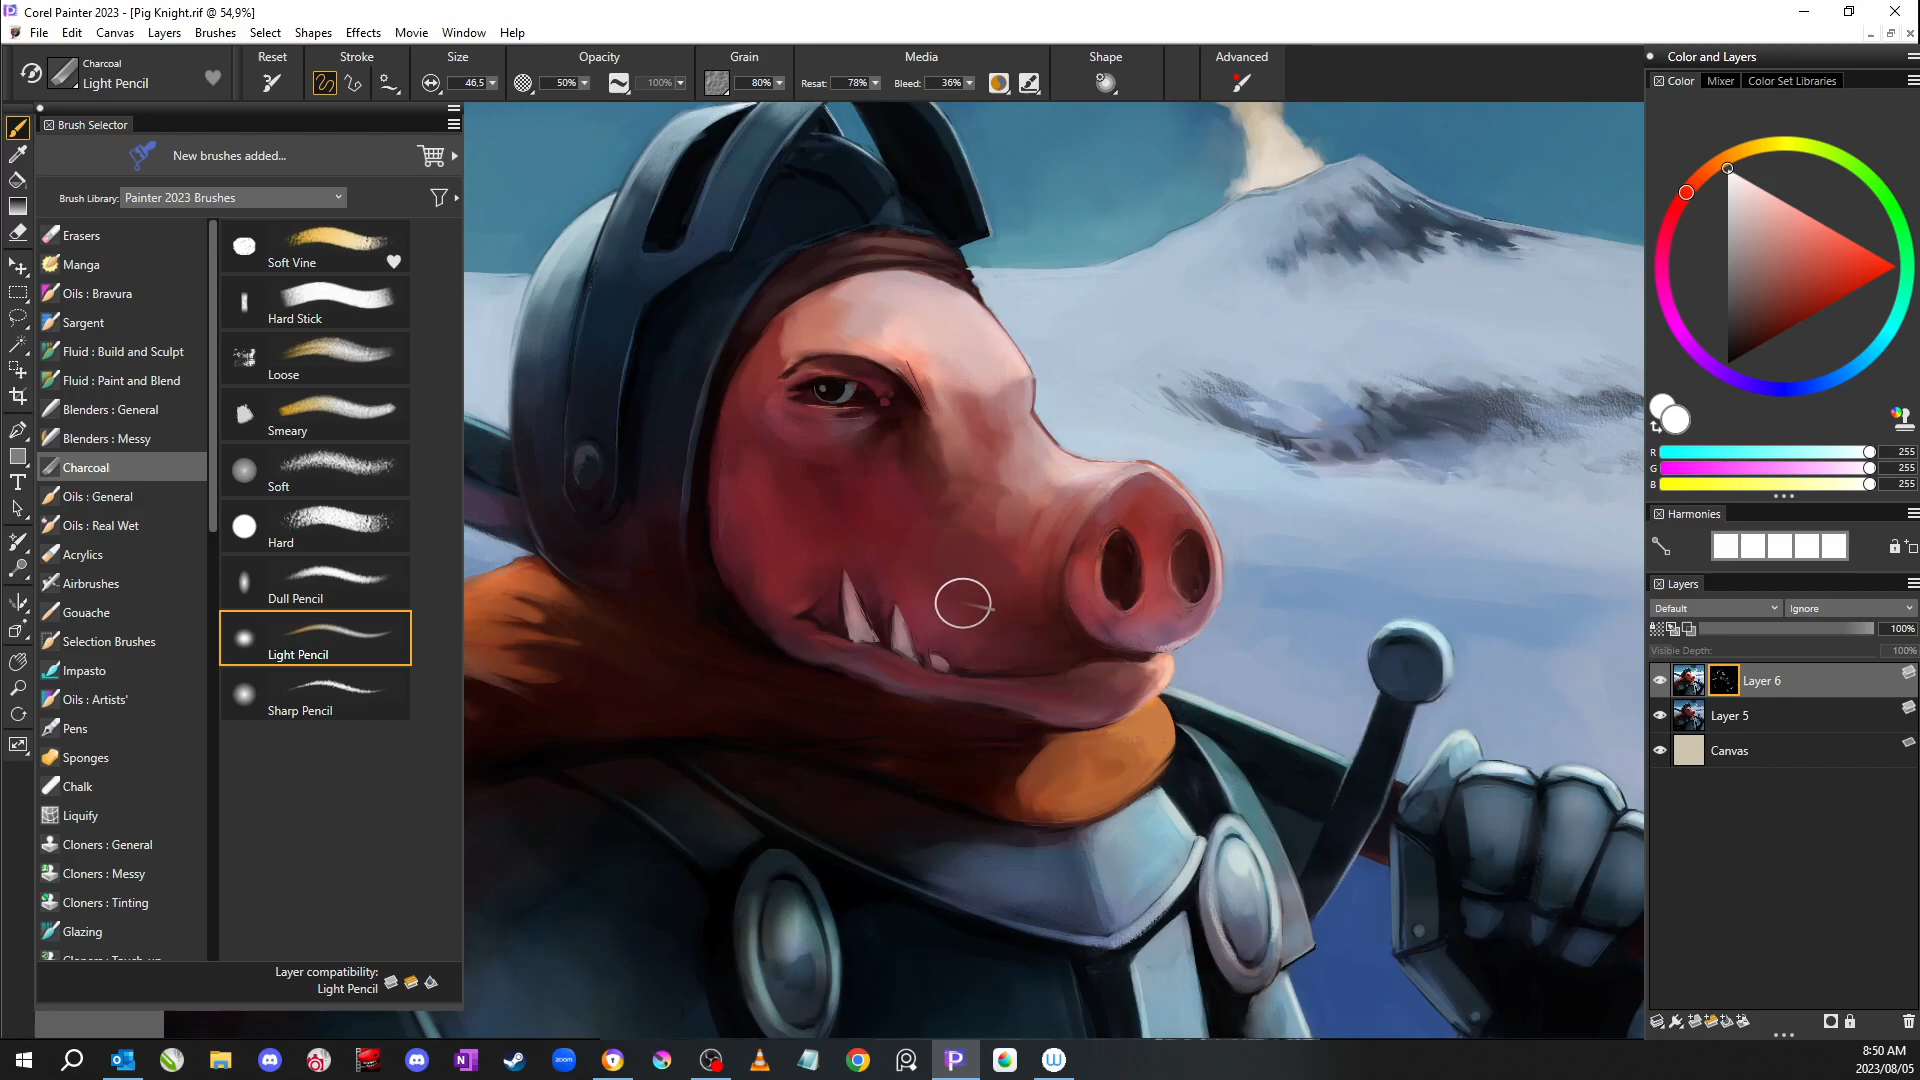 Corel Painter 2023 - [Pig Knight.rif @ 54,9%]
File Edit Canvas Layers Brushes Select Shapes Effects Movie Window Help
Charcoal
Light Pencil
Reset
Stroke
Size
46,5
Opacity
50%
100%
Grain
80%
Media
Resat: 78%
Bleed: 36%
Shape
Advanced
Brush Selector
New brushes added...
Brush Library: Painter 2023 Brushes
Erasers
Manga
Oils : Bravura
Sargent
Fluid : Build and Sculpt
Fluid : Paint and Blend
Blenders : General
Blenders : Messy
Charcoal
Oils : General
Oils : Real Wet
Acrylics
Airbrushes
Gouache
Selection Brushes
Impasto
Oils : Artists'
Pens
Sponges
Chalk
Liquify
Cloners : General
Cloners : Messy
Cloners : Tinting
Glazing
Soft Vine
Hard Stick
Loose
Smeary
Soft
Hard
Dull Pencil
Light Pencil
Sharp Pencil
Layer compatibility:
Light Pencil
Color and Layers
Color Mixer Color Set Libraries
R 255
G 255
B 255
Harmonies
Layers
Default Ignore
100%
Visible Depth: 100%
Layer 6
Layer 5
Canvas
zoom
8:50 AM
2023/08/05